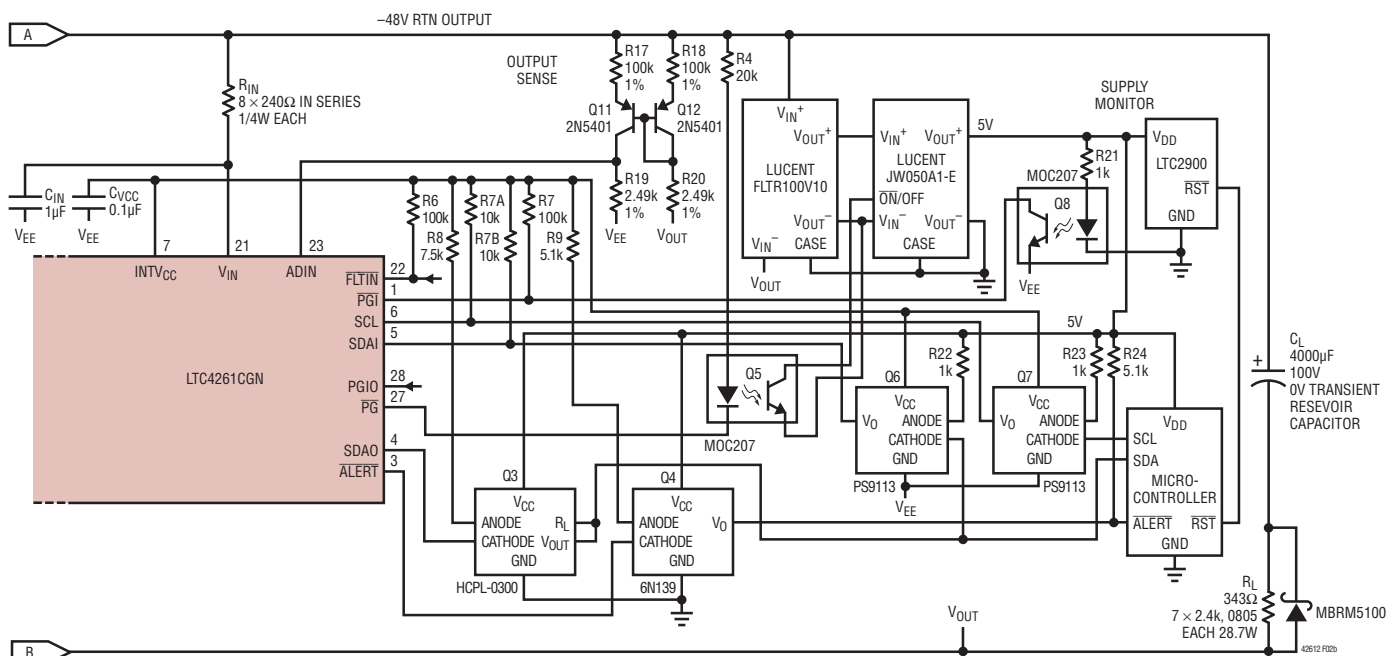 A
–48V RTN OUTPUT
RIN
8 × 240Ω IN SERIES
1/4W EACH
OUTPUT
SENSE
R17
100k
1%
R18
100k
1%
R4
20k
Q11
2N5401
Q12
2N5401
R19
2.49k
1%
R20
2.49k
1%
VEE
VOUT
CIN
1µF
VEE
CVCC
0.1µF
VEE
R6
100k
R8
7.5k
R7A
10k
R7B
10k
R7
100k
R9
5.1k
VIN+
VOUT+
LUCENT
FLTR100V10
VOUT–
VIN–
CASE
VOUT
VIN+
VOUT+
LUCENT
JW050A1-E
ON/OFF
VIN–
VOUT–
CASE
5V
SUPPLY
MONITOR
VDD
LTC2900
RST
GND
R21
1k
MOC207
Q8
VEE
7
21
23
INTVCC
VIN
ADIN
LTC4261CGN
FLTIN
22
PGI
1
SCL
6
SDAI
5
PGIO
28
PG
27
SDAO
4
ALERT
3
Q5
MOC207
5V
R22
1k
R23
1k
R24
5.1k
Q6
VCC
VO
ANODE
CATHODE
GND
PS9113
VEE
Q7
VCC
VO
ANODE
CATHODE
GND
PS9113
VDD
SCL
SDA
MICRO-
CONTROLLER
ALERT
RST
GND
Q3
VCC
ANODE
RL
CATHODE
VOUT
GND
HCPL-0300
Q4
VCC
ANODE
VO
CATHODE
GND
6N139
+
CL
4000µF
100V
0V TRANSIENT
RESEVOIR
CAPACITOR
RL
343Ω
7 × 2.4k, 0805
EACH 28.7W
MBRM5100
VOUT
B
42612 F02b